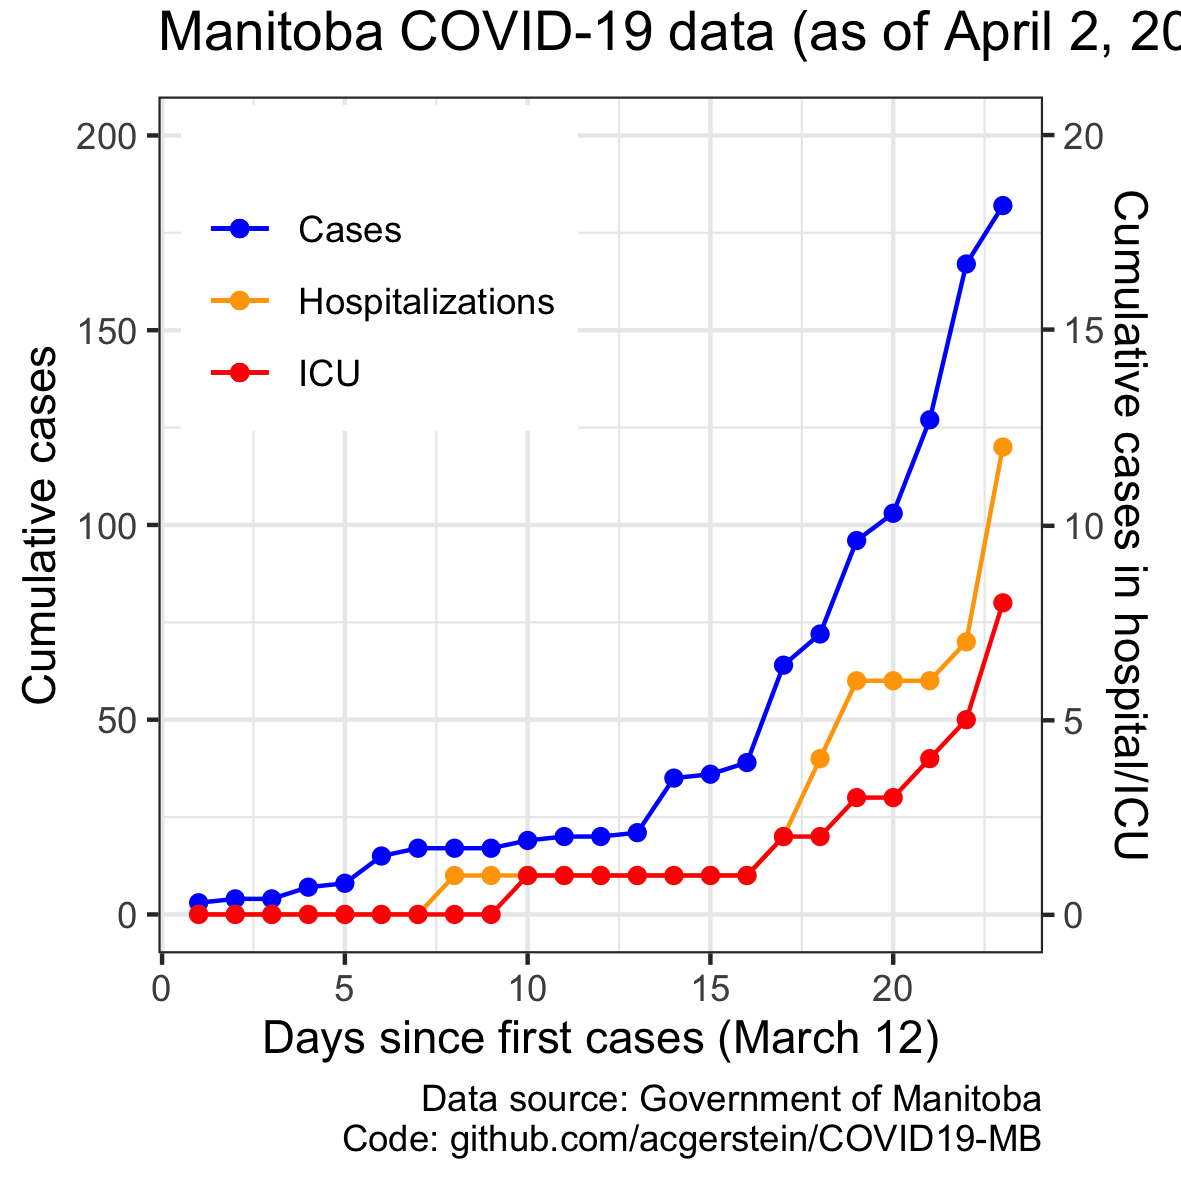 Manitoba COVID-19 data (as of April 2, 20
200
150
100
50
0
Cumulative cases
Cases
Hospitalizations
ICU
20
15
10
5
0
Cumulative cases in hospital/ICU
0 5 10 15 20
Days since first cases (March 12)
Data source: Government of Manitoba
Code: github.com/acgerstein/COVID19-MB